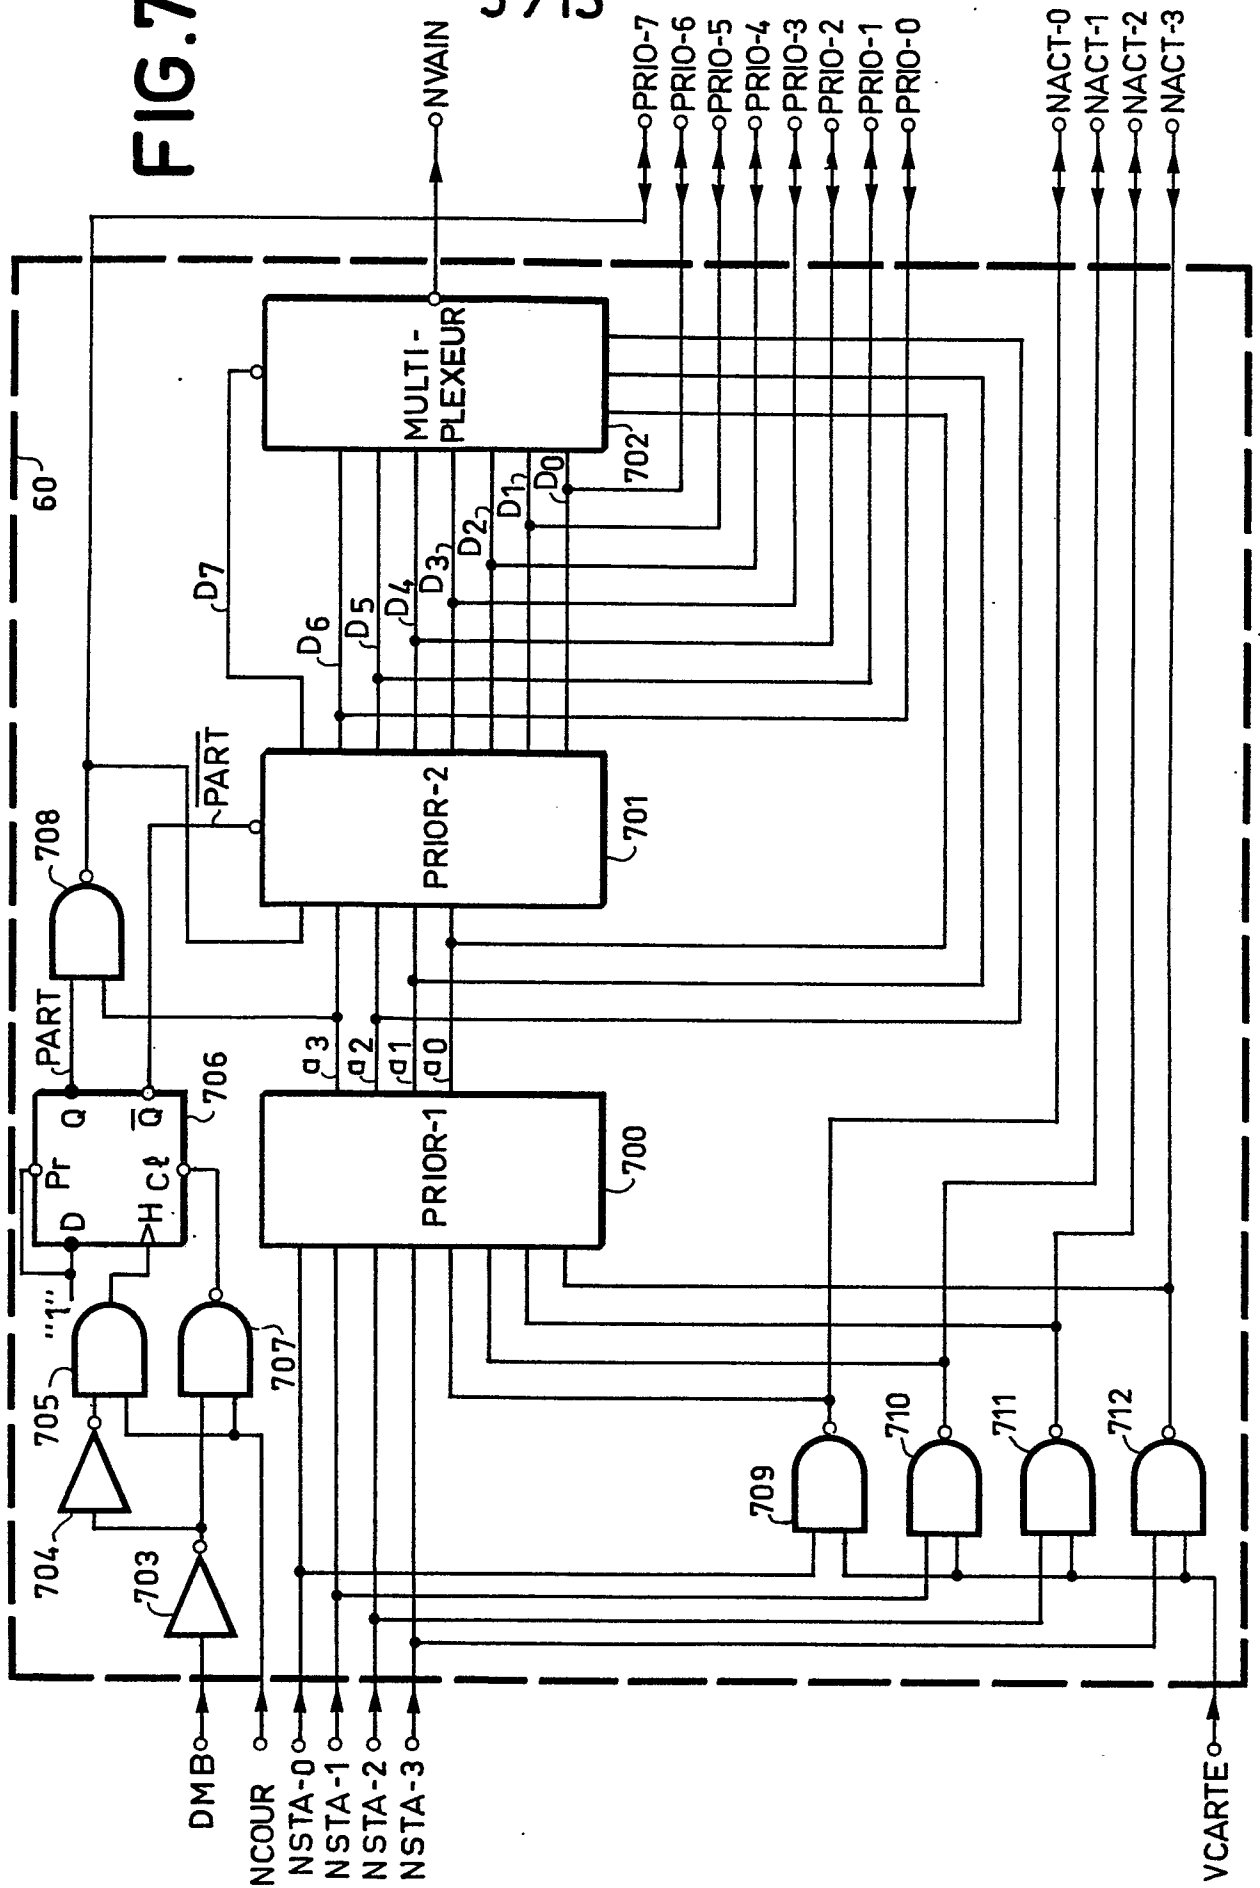 FIG.7
5/13
NVAIN
PRIO-7
PRIO-6
PRIO-5
PRIO-4
PRIO-3
PRIO-2
PRIO-1
PRIO-0
NACT-0
NACT-1
NACT-2
NACT-3
60
MULTI-
PLEXEUR
702
D7
D6
D5
D4
D3
D2
D1
D0
PART
708
PRIOR-2
701
PART
a3
a2
a1
a0
706
Q
Q
Pr
Cℓ
D
H
PRIOR-1
700
"1"
705
707
704
703
709
710
711
712
DMB
NCOUR
NSTA-0
NSTA-1
NSTA-2
NSTA-3
VCARTE